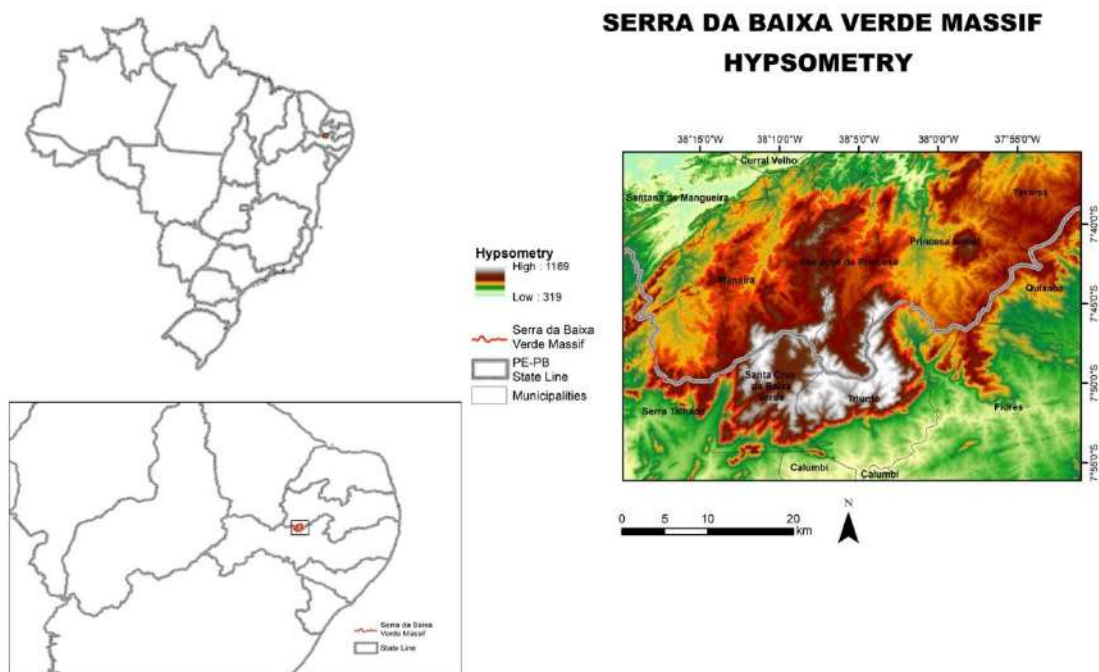 SERRA DA BAIXA VERDE MASSIF
HYPSOMETRY
38°15'0"W
38°10'0"W
38°5'0"W
38°0'0"W
37°55'0"W
Curral Velho
Santana de Mangueira
Tavares
Princesa Isabel
São José de Princesa
Manaíra
Quixaba
Santa Cruz
da Baixa
Verde
Triunfo
Serra Talhada
Flores
Calumbi
Calumbi
7°40'0"S
7°45'0"S
7°50'0"S
7°55'0"S
Hypsometry
High : 1169
Low : 319
Serra da Baixa
Verde Massif
PE-PB
State Line
Municipalities
0 5 10 20
km
N
Serra da Baixa
Verde Massif
State Line